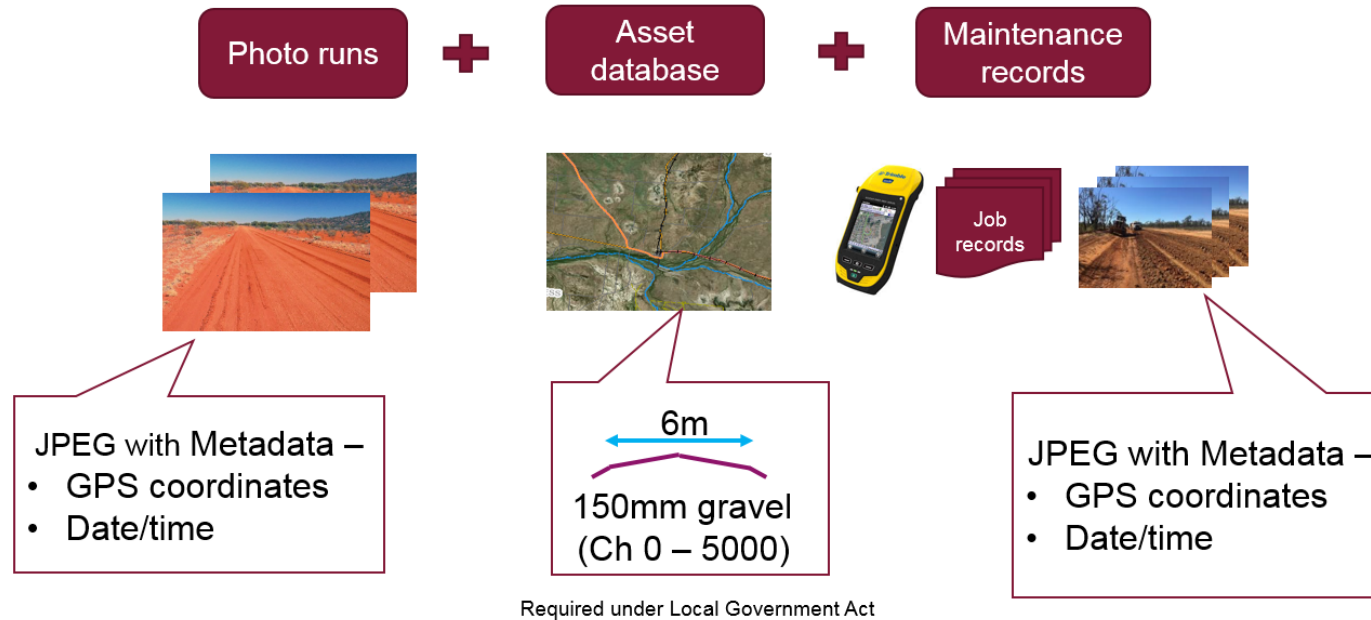 Photo runs
Asset
database
Maintenance
records
Trimble
Job
records
JPEG with Metadata –
• GPS coordinates
• Date/time
6m
150mm gravel
(Ch 0 – 5000)
JPEG with Metadata –
• GPS coordinates
• Date/time
Required under Local Government Act